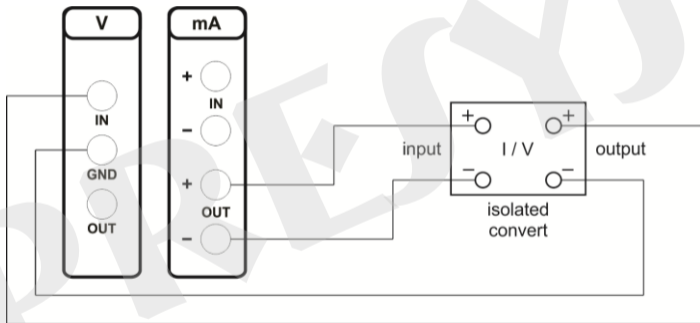 V
mA
+
IN
IN
-
GND
+
OUT
OUT
-
+
+
input
I / V
output
-
-
isolated
convert
PRESYS